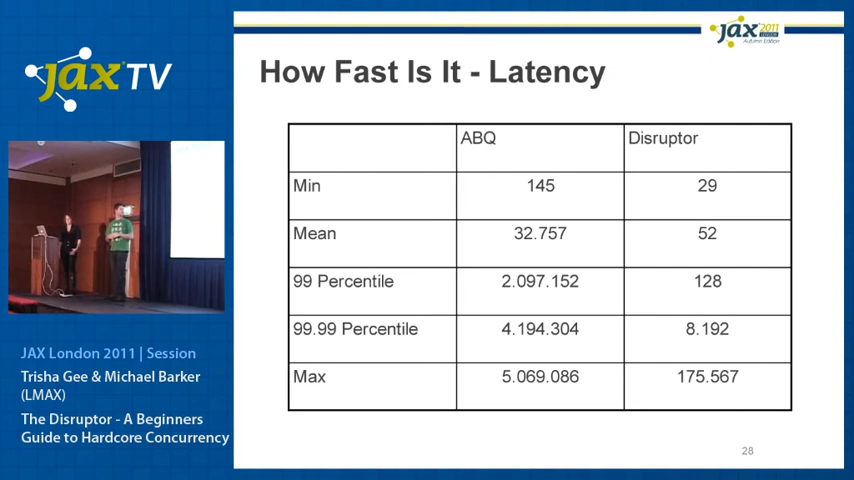 jax TV
JAX London 2011 | Session
Trisha Gee & Michael Barker
(LMAX)
The Disruptor - A Beginners
Guide to Hardcore Concurrency
jax 2011
LONDON
Autumn Edition
How Fast Is It - Latency
ABQ Disruptor
Min 145 29
Mean 32.757 52
99 Percentile 2.097.152 128
99.99 Percentile 4.194.304 8.192
Max 5.069.086 175.567
28